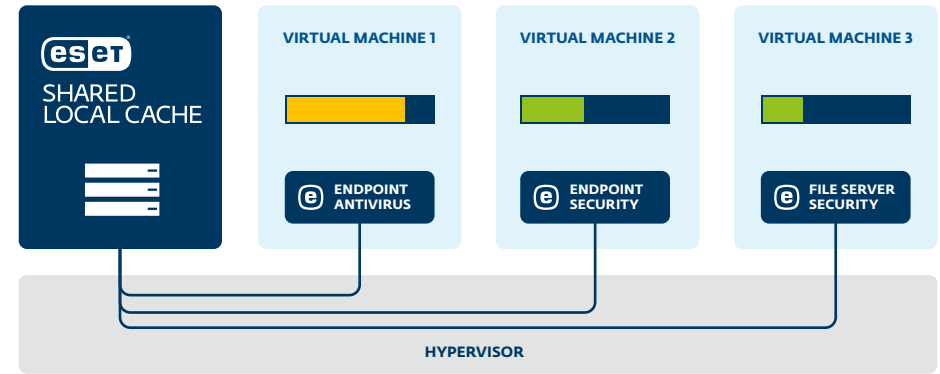 eset
SHARED
LOCAL CACHE
VIRTUAL MACHINE 1
e ENDPOINT
ANTIVIRUS
VIRTUAL MACHINE 2
e ENDPOINT
SECURITY
VIRTUAL MACHINE 3
e FILE SERVER
SECURITY
HYPERVISOR